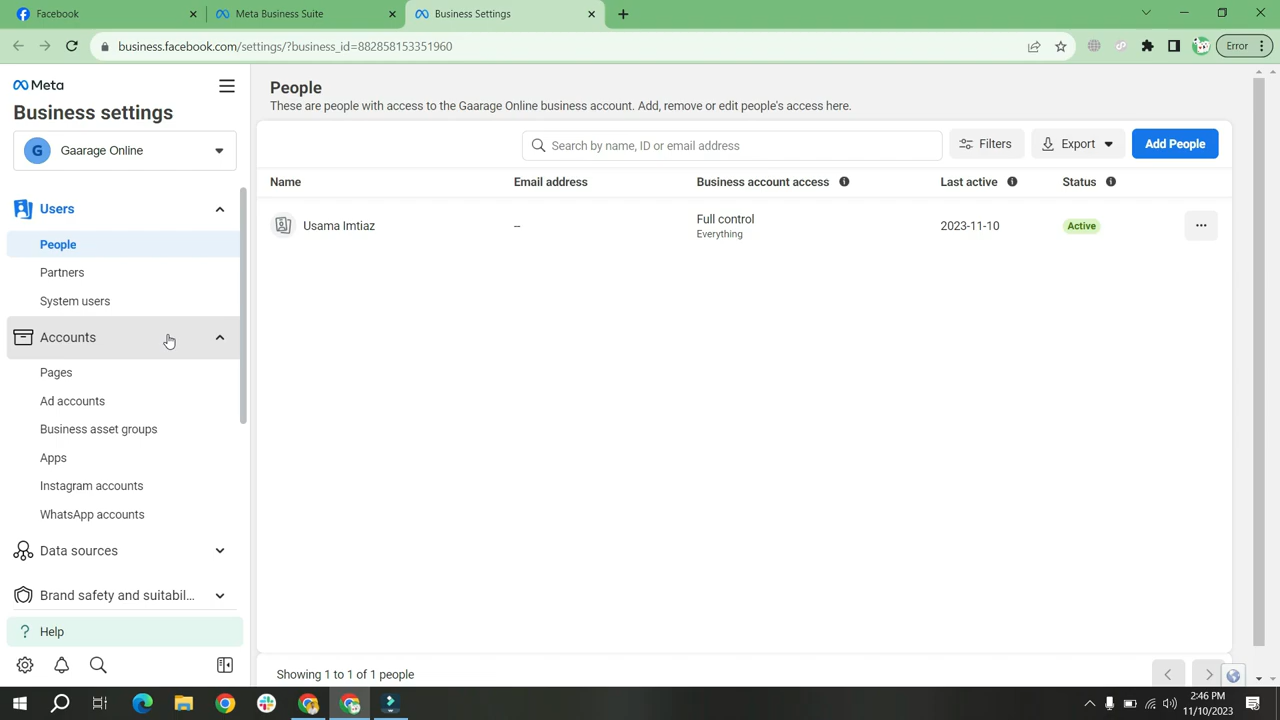 Facebook
Meta Business Suite
Business Settings
business.facebook.com/settings/?business_id=882858153351960
Error
Meta
Business settings
G
Gaarage Online
Users
People
Partners
System users
Accounts
Pages
Ad accounts
Business asset groups
Apps
Instagram accounts
WhatsApp accounts
Data sources
Brand safety and suitabil...
? Help
People
These are people with access to the Gaarage Online business account. Add, remove or edit people's access here.
Search by name, ID or email address
Filters
Export
Add People
Name
Email address
Business account access
Last active
Status
Usama Imtiaz
--
Full control
Everything
2023-11-10
Active
...
Showing 1 to 1 of 1 people
2:46 PM
11/10/2023